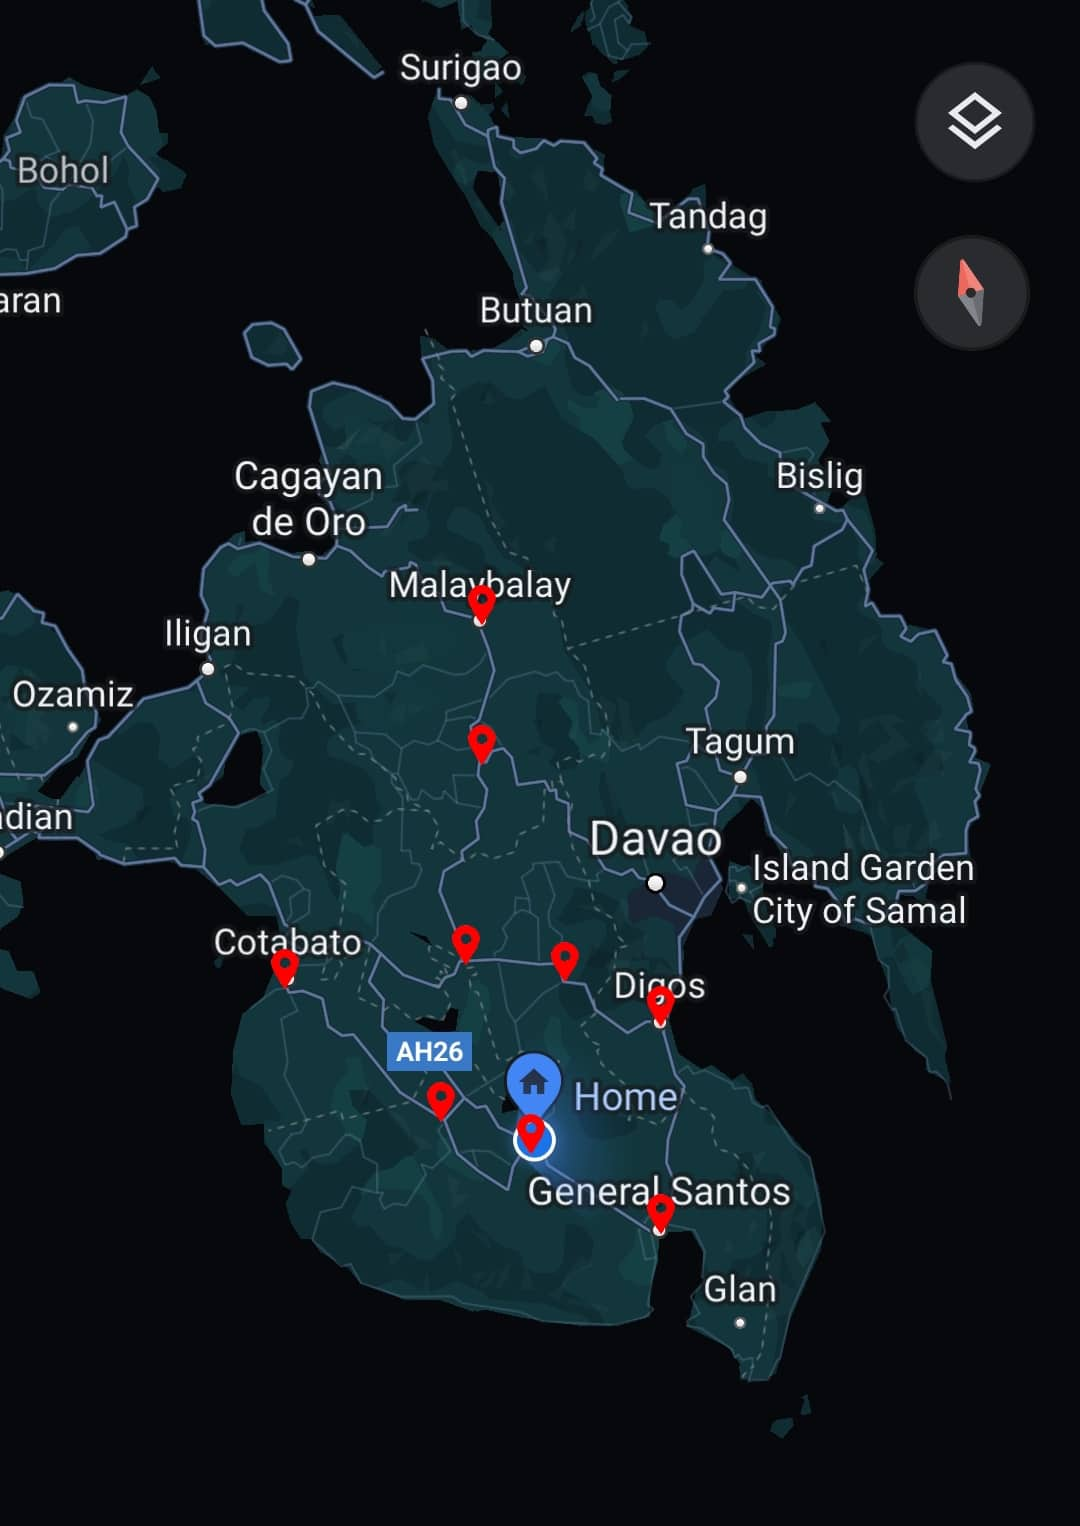 Surigao
Bohol
Tandag
aran
Butuan
Cagayan
de Oro
Bislig
Malaybalay
Iligan
Ozamiz
Tagum
adian
Davao
Island Garden
City of Samal
Cotabato
Digos
AH26
Home
General Santos
Glan